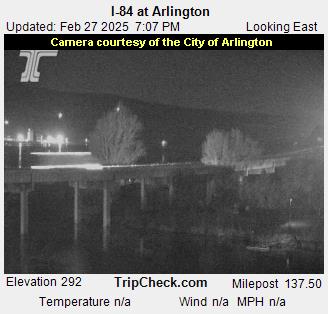 I-84 at Arlington
Updated: Feb 27 2025 7:07 PM Looking East
Camera courtesy of the City of Arlington
Elevation 292 TripCheck.com Milepost 137.50
Temperature n/a Wind n/a MPH n/a